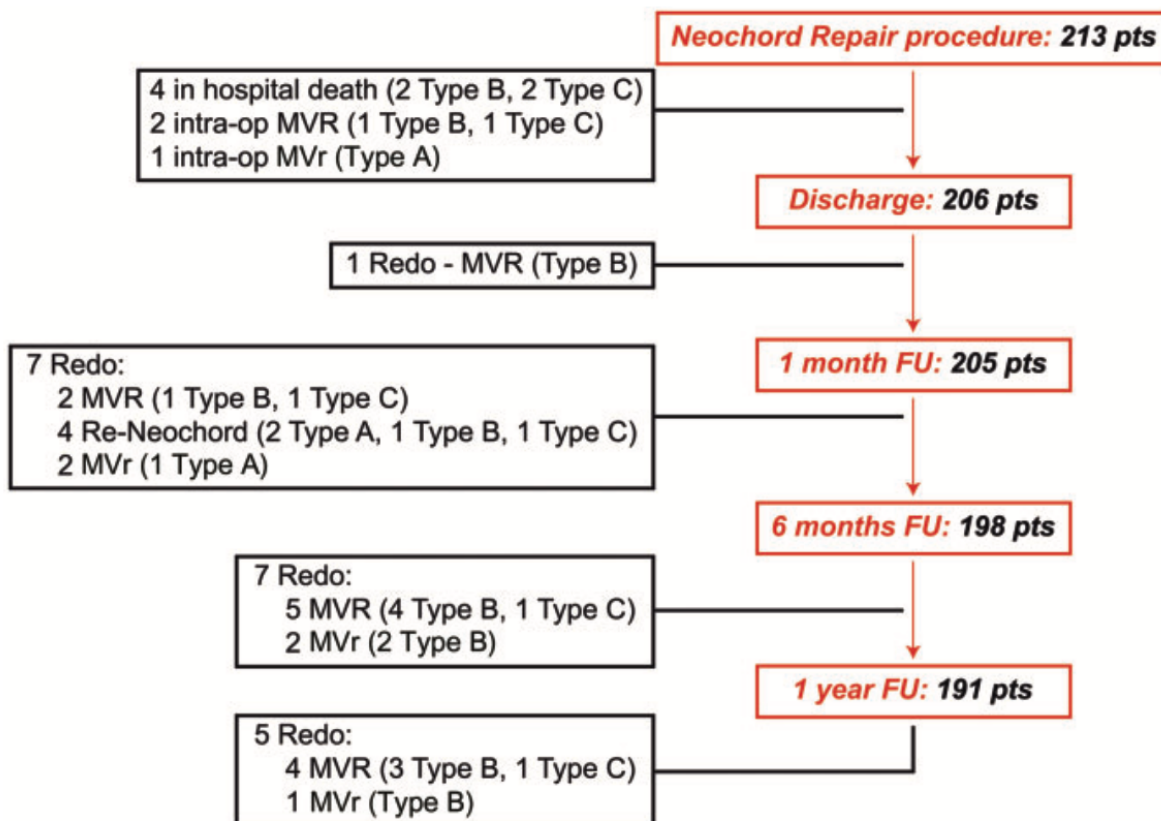 Neochord Repair procedure: 213 pts
4 in hospital death (2 Type B, 2 Type C)
2 intra-op MVR (1 Type B, 1 Type C)
1 intra-op MVr (Type A)
Discharge: 206 pts
1 Redo - MVR (Type B)
1 month FU: 205 pts
7 Redo:
2 MVR (1 Type B, 1 Type C)
4 Re-Neochord (2 Type A, 1 Type B, 1 Type C)
2 MVr (1 Type A)
6 months FU: 198 pts
7 Redo:
5 MVR (4 Type B, 1 Type C)
2 MVr (2 Type B)
1 year FU: 191 pts
5 Redo:
4 MVR (3 Type B, 1 Type C)
1 MVr (Type B)